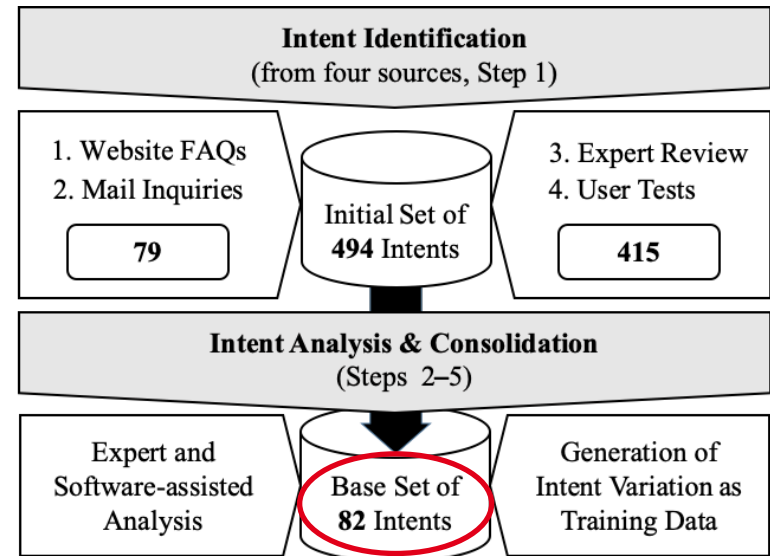 Intent Identification
(from four sources, Step 1)
1. Website FAQs
2. Mail Inquiries
79
Initial Set of
494 Intents
3. Expert Review
4. User Tests
415
Intent Analysis & Consolidation
(Steps 2–5)
Expert and
Software-assisted
Analysis
Base Set of
82 Intents
Generation of
Intent Variation as
Training Data